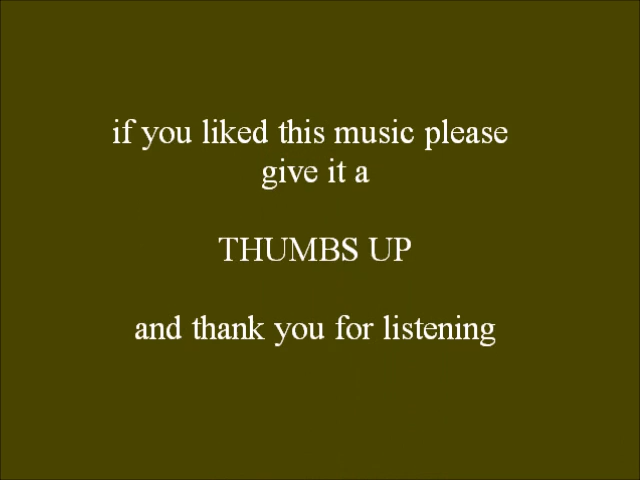 if you liked this music please
give it a
THUMBS UP
and thank you for listening